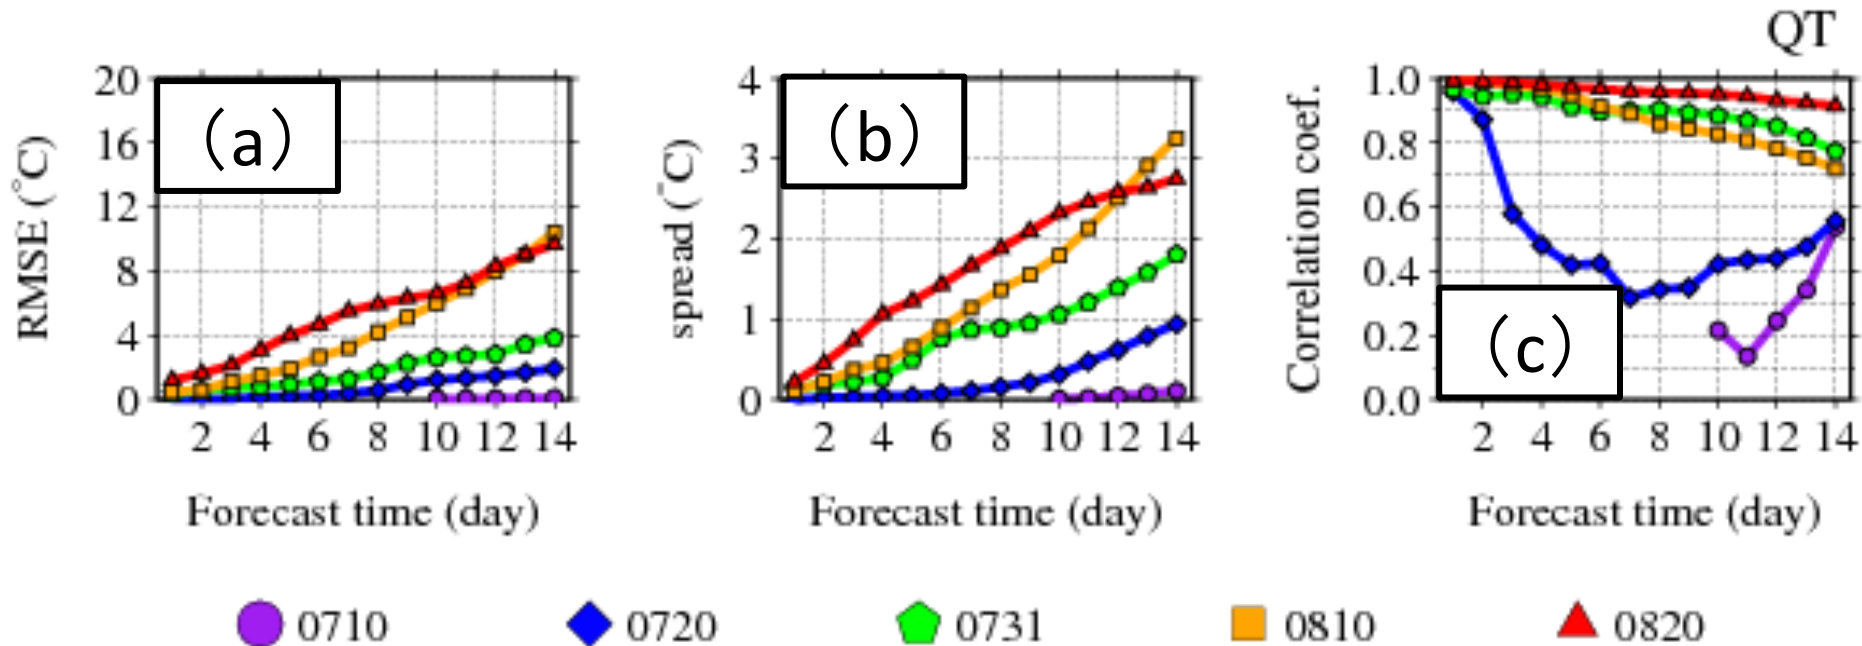 QT
20
16
12
8
4
0
RMSE (°C)
(a)
2 4 6 8 10 12 14
Forecast time (day)
4
3
2
1
0
spread (°C)
(b)
2 4 6 8 10 12 14
Forecast time (day)
1.0
0.8
0.6
0.4
0.2
0.0
Correlation coef.
(c)
2 4 6 8 10 12 14
Forecast time (day)
0710 0720 0731 0810 0820